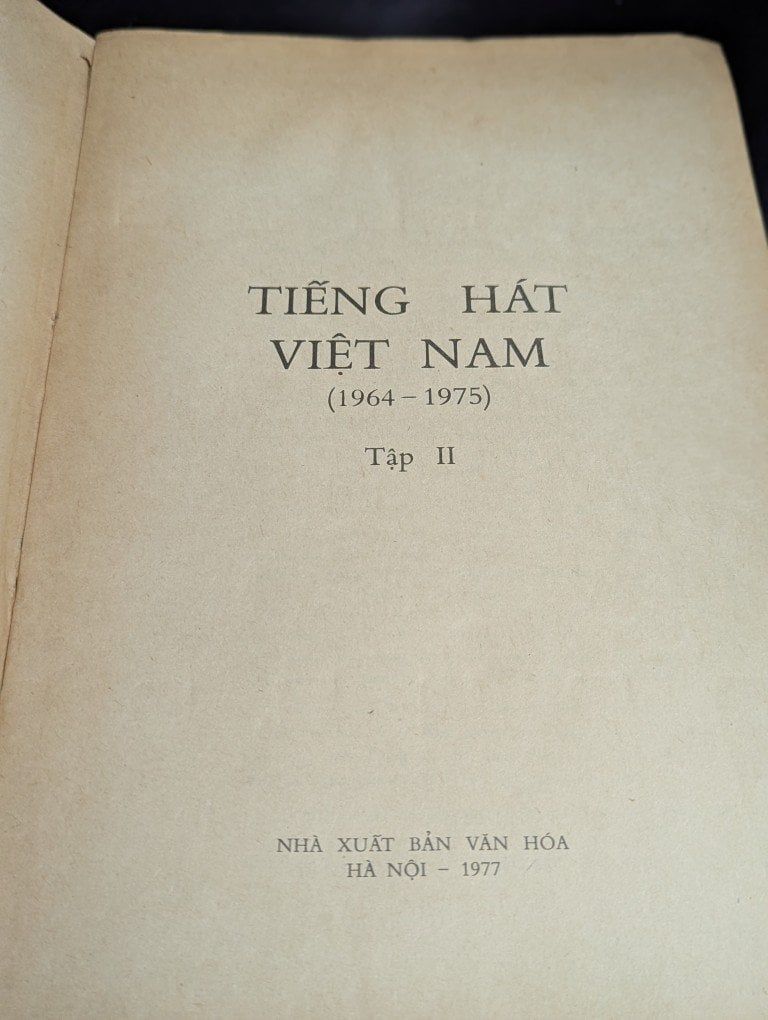 TIẾNG HÁT
VIỆT NAM
(1964 – 1975)
Tập II
NHÀ XUẤT BẢN VĂN HÓA
HÀ NỘI – 1977